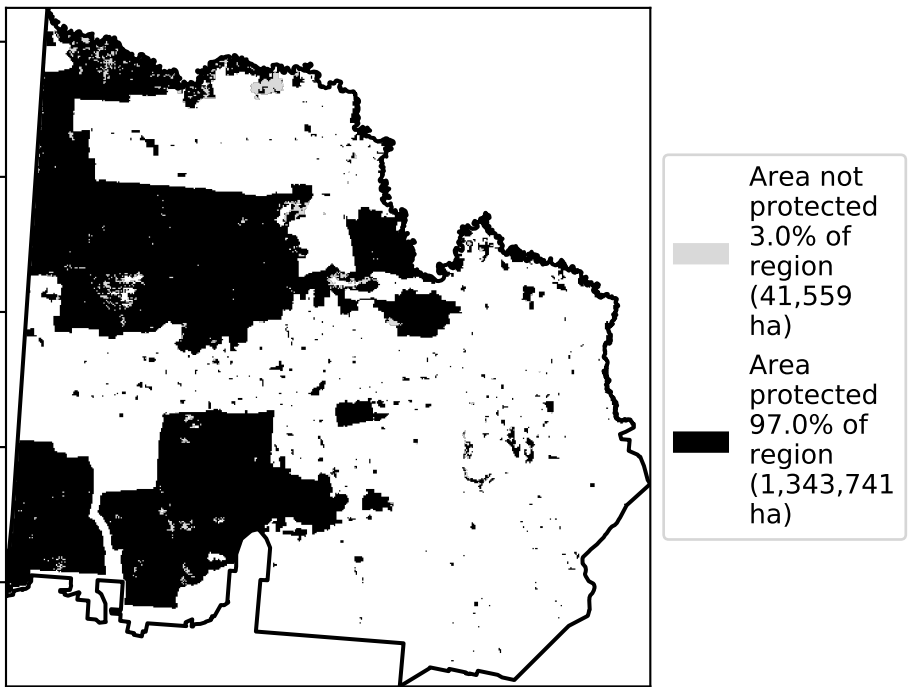 Area not
protected
3.0% of
region
(41,559
ha)
Area
protected
97.0% of
region
(1,343,741
ha)